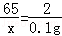 65/x = 2/0.1g